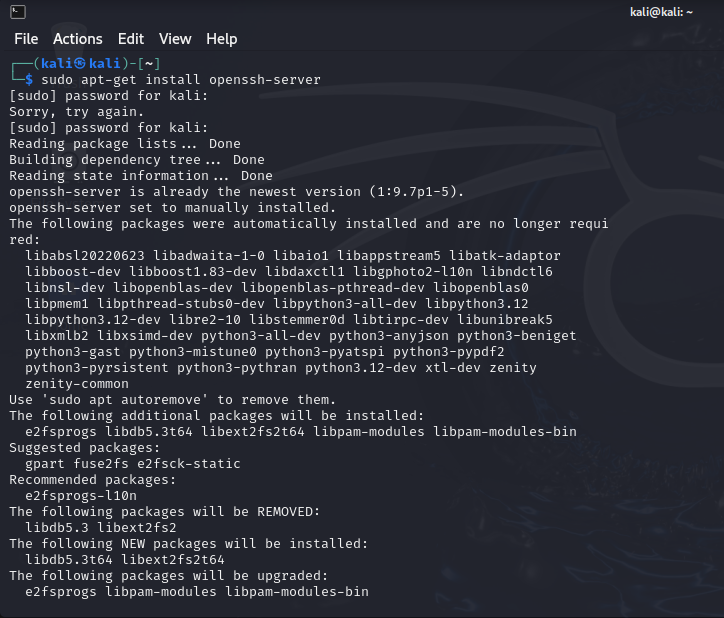 kali@kali: ~
File Actions Edit View Help
┌──(kali㉿kali)-[~]
└─$ sudo apt-get install openssh-server
[sudo] password for kali:
Sorry, try again.
[sudo] password for kali:
Reading package lists... Done
Building dependency tree... Done
Reading state information... Done
openssh-server is already the newest version (1:9.7p1-5).
openssh-server set to manually installed.
The following packages were automatically installed and are no longer requi
red:
  libabsl20220623 libadwaita-1-0 libaio1 libappstream5 libatk-adaptor
  libboost-dev libboost1.83-dev libdaxctl1 libgphoto2-l10n libndctl6
  libnsl-dev libopenblas-dev libopenblas-pthread-dev libopenblas0
  libpmem1 libpthread-stubs0-dev libpython3-all-dev libpython3.12
  libpython3.12-dev libre2-10 libstemmer0d libtirpc-dev libunibreak5
  libxmlb2 libxsimd-dev python3-all-dev python3-anyjson python3-beniget
  python3-gast python3-mistune0 python3-pyatspi python3-pypdf2
  python3-pyrsistent python3-pythran python3.12-dev xtl-dev zenity
  zenity-common
Use 'sudo apt autoremove' to remove them.
The following additional packages will be installed:
  e2fsprogs libdb5.3t64 libext2fs2t64 libpam-modules libpam-modules-bin
Suggested packages:
  gpart fuse2fs e2fsck-static
Recommended packages:
  e2fsprogs-l10n
The following packages will be REMOVED:
  libdb5.3 libext2fs2
The following NEW packages will be installed:
  libdb5.3t64 libext2fs2t64
The following packages will be upgraded:
  e2fsprogs libpam-modules libpam-modules-bin